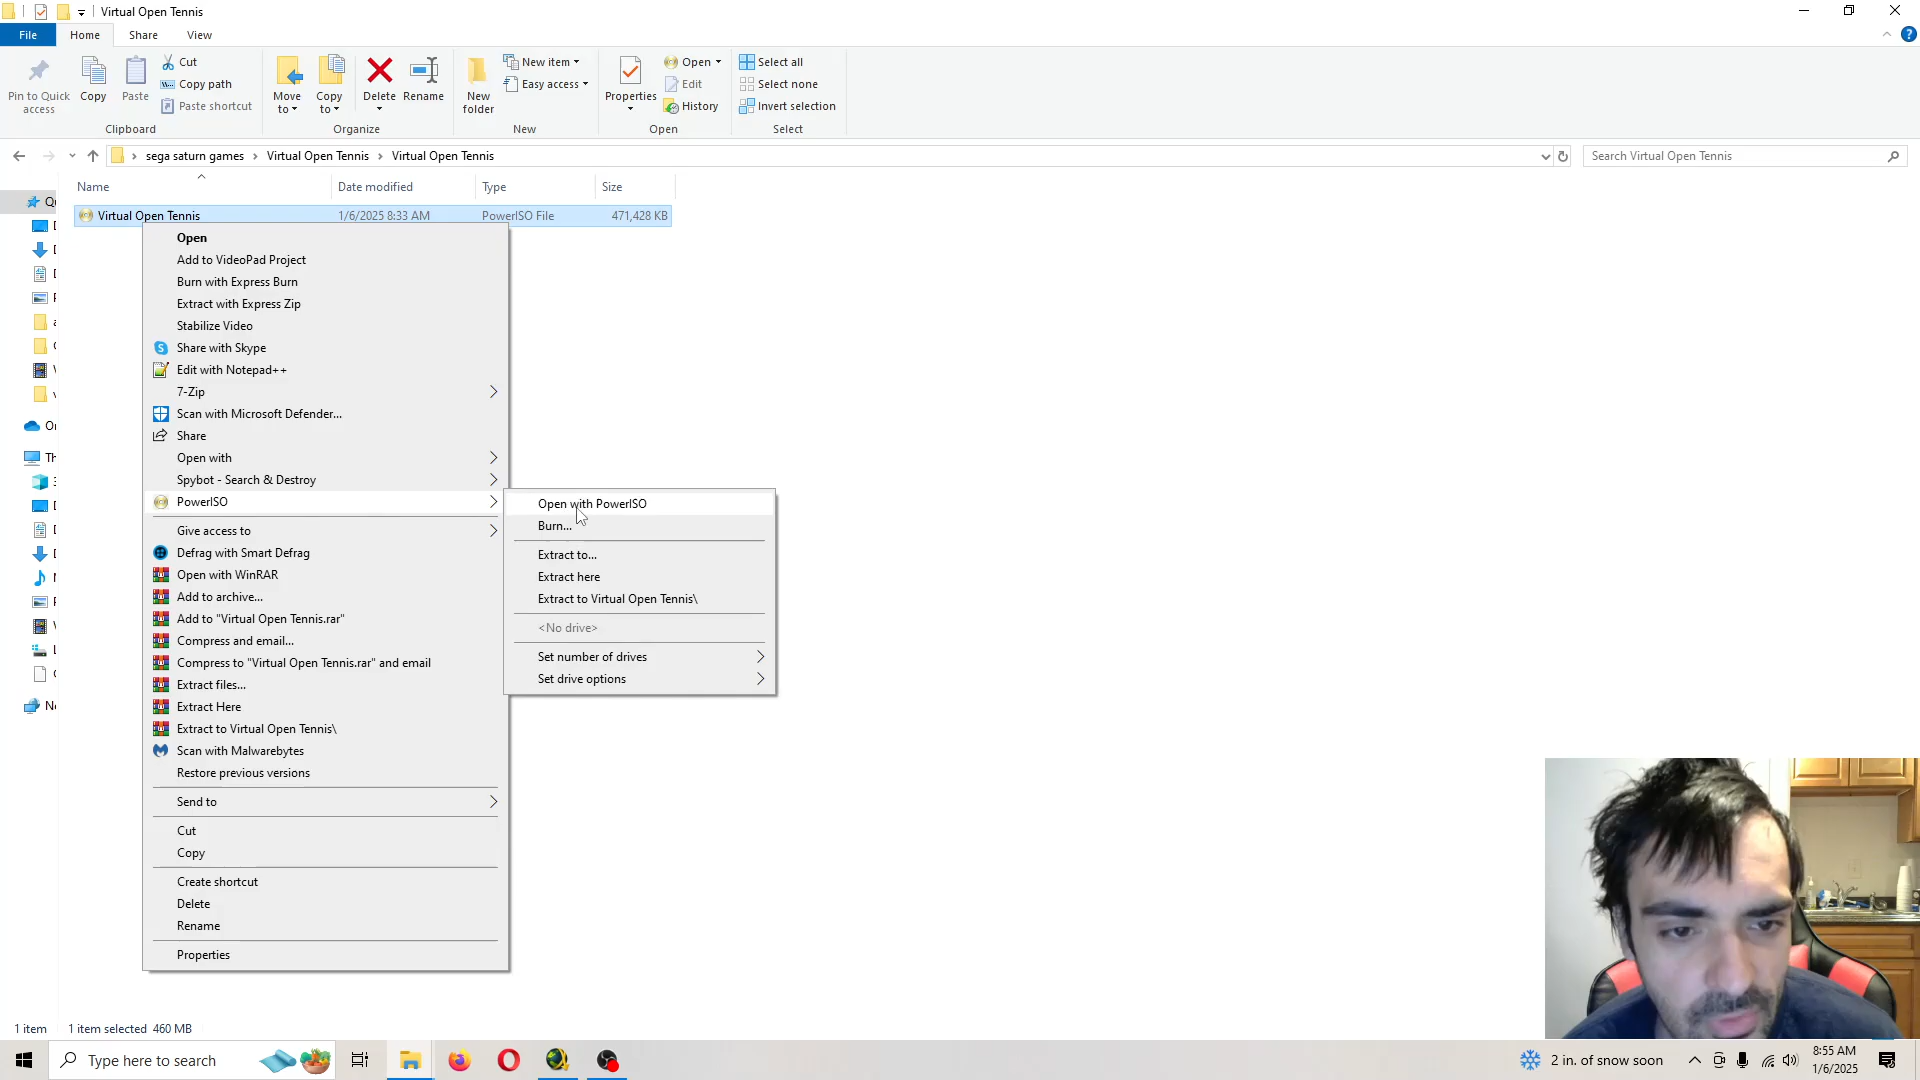 Virtual Open Tennis
File Home Share View
Pin to Quick access
Copy
Paste
Cut
Copy path
Paste shortcut
Clipboard
Move to
Copy to
Delete
Rename
Organize
New folder
New item
Easy access
New
Properties
Open
Edit
History
Open
Select all
Select none
Invert selection
Select
sega saturn games > Virtual Open Tennis > Virtual Open Tennis
Search Virtual Open Tennis
Name Date modified Type Size
Virtual Open Tennis 1/6/2025 8:33 AM PowerISO File 471,428 KB
Open
Add to VideoPad Project
Burn with Express Burn
Extract with Express Zip
Stabilize Video
Share with Skype
Edit with Notepad++
7-Zip
Scan with Microsoft Defender...
Share
Open with
Spybot - Search & Destroy
PowerISO
Give access to
Defrag with Smart Defrag
Open with WinRAR
Add to archive...
Add to "Virtual Open Tennis.rar"
Compress and email...
Compress to "Virtual Open Tennis.rar" and email
Extract files...
Extract Here
Extract to Virtual Open Tennis\
Scan with Malwarebytes
Restore previous versions
Send to
Cut
Copy
Create shortcut
Delete
Rename
Properties
Open with PowerISO
Burn...
Extract to...
Extract here
Extract to Virtual Open Tennis\
<No drive>
Set number of drives
Set drive options
1 item 1 item selected 460 MB
Type here to search
2 in. of snow soon
8:55 AM
1/6/2025